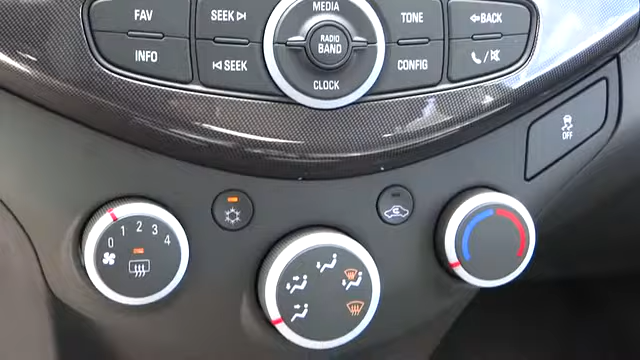 FAV
SEEK
MEDIA
TONE
BACK
INFO
SEEK
RADIO
BAND
CONFIG
CLOCK
OFF
0 1 2 3 4